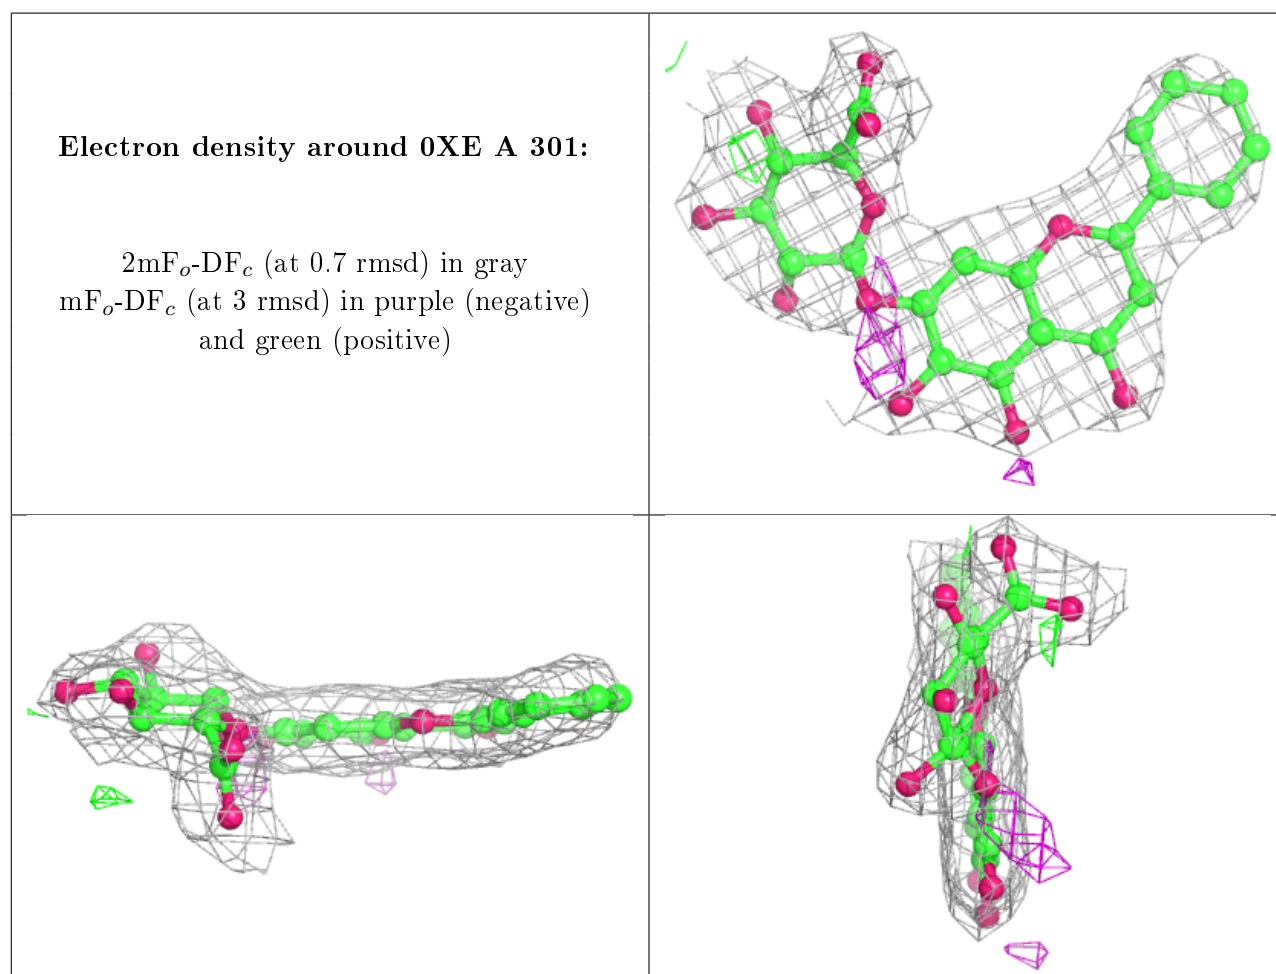 Electron density around 0XE A 301:
2mFo-DFc (at 0.7 rmsd) in gray
mFo-DFc (at 3 rmsd) in purple (negative)
and green (positive)